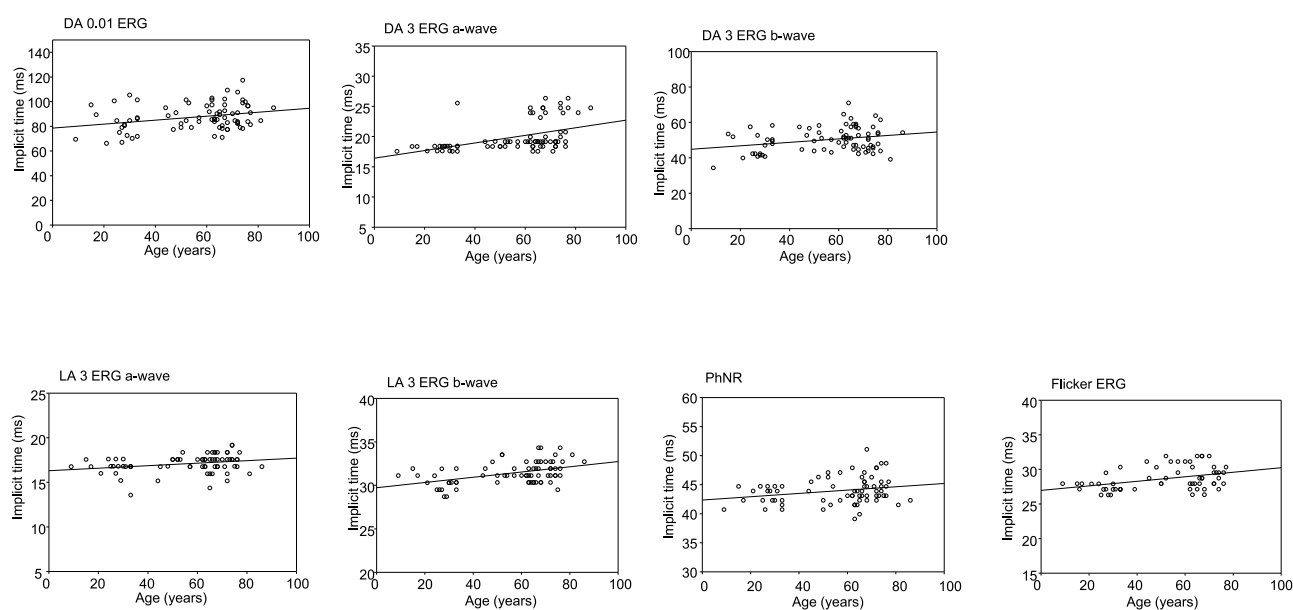 DA 0.01 ERG
Implicit time (ms)
140
120
100
80
60
40
20
0
0 20 40 60 80 100
Age (years)
DA 3 ERG a-wave
Implicit time (ms)
35
30
25
20
15
10
5
0 20 40 60 80 100
Age (years)
DA 3 ERG b-wave
Implicit time (ms)
100
80
60
40
20
0
0 20 40 60 80 100
Age (years)
LA 3 ERG a-wave
Implicit time (ms)
25
20
15
10
5
0 20 40 60 80 100
Age (years)
LA 3 ERG b-wave
Implicit time (ms)
40
35
30
25
20
0 20 40 60 80 100
Age (years)
PhNR
Implicit time (ms)
60
55
50
45
40
35
30
0 20 40 60 80 100
Age (years)
Flicker ERG
Implicit time (ms)
40
35
30
25
20
15
0 20 40 60 80 100
Age (years)